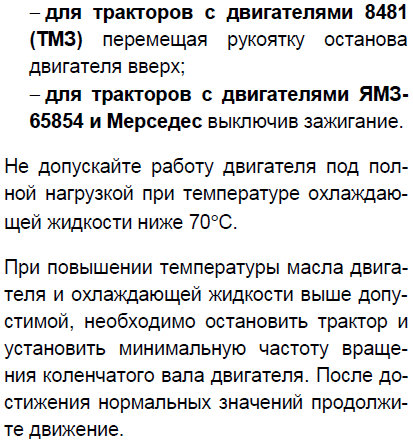 – для тракторов с двигателями 8481
(ТМЗ) перемещая рукоятку останова
двигателя вверх;
– для тракторов с двигателями ЯМЗ-
65854 и Мерседес выключив зажигание.
Не допускайте работу двигателя под пол-
ной нагрузкой при температуре охлаждаю-
щей жидкости ниже 70°С.
При повышении температуры масла двига-
теля и охлаждающей жидкости выше допу-
стимой, необходимо остановить трактор и
установить минимальную частоту враще-
ния коленчатого вала двигателя. После до-
стижения нормальных значений продолжи-
те движение.